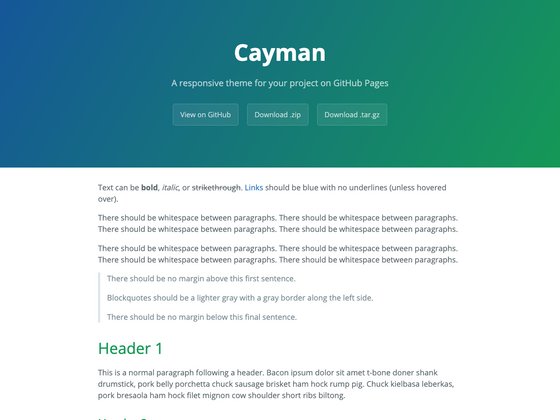 Cayman
A responsive theme for your project on GitHub Pages
View on GitHub
Download .zip
Download .tar.gz
Text can be bold, italic, or strikethrough. Links should be blue with no underlines (unless hovered
over).
There should be whitespace between paragraphs. There should be whitespace between paragraphs.
There should be whitespace between paragraphs. There should be whitespace between paragraphs.
There should be whitespace between paragraphs. There should be whitespace between paragraphs.
There should be whitespace between paragraphs. There should be whitespace between paragraphs.
There should be no margin above this first sentence.
Blockquotes should be a lighter gray with a gray border along the left side.
There should be no margin below this final sentence.
Header 1
This is a normal paragraph following a header. Bacon ipsum dolor sit amet t-bone doner shank
drumstick, pork belly porchetta chuck sausage brisket ham hock rump pig. Chuck kielbasa leberkas,
pork bresaola ham hock filet mignon cow shoulder short ribs biltong.